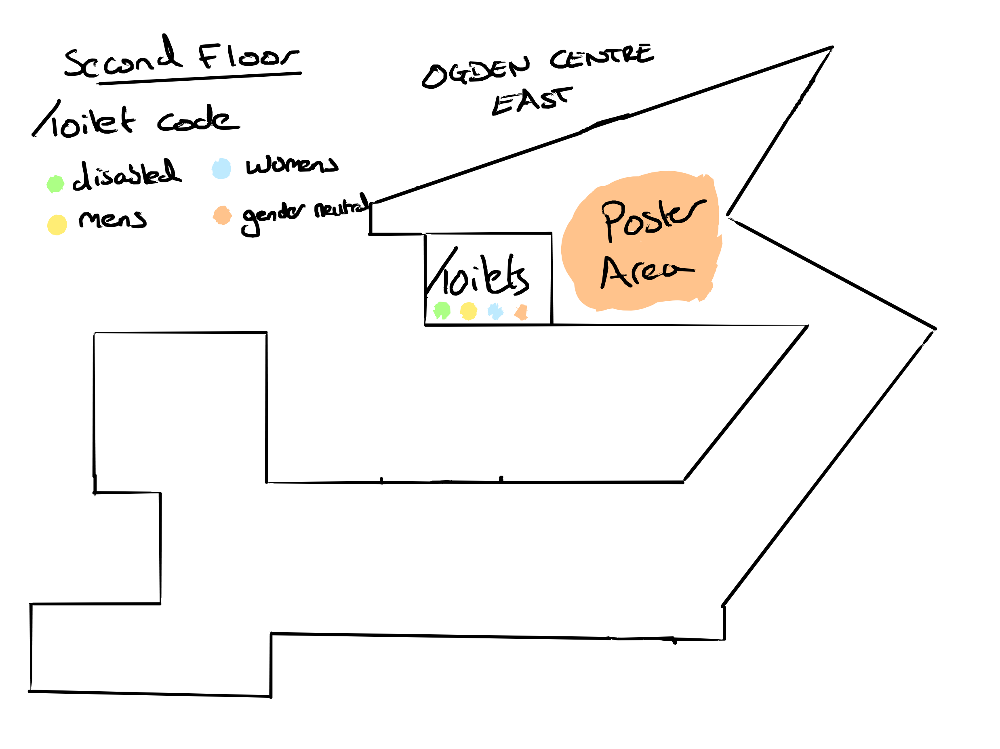 Second Floor
Toilet code
disabled
womens
mens
gender neutral
Ogden Centre
EAST
Toilets
Poster
Area